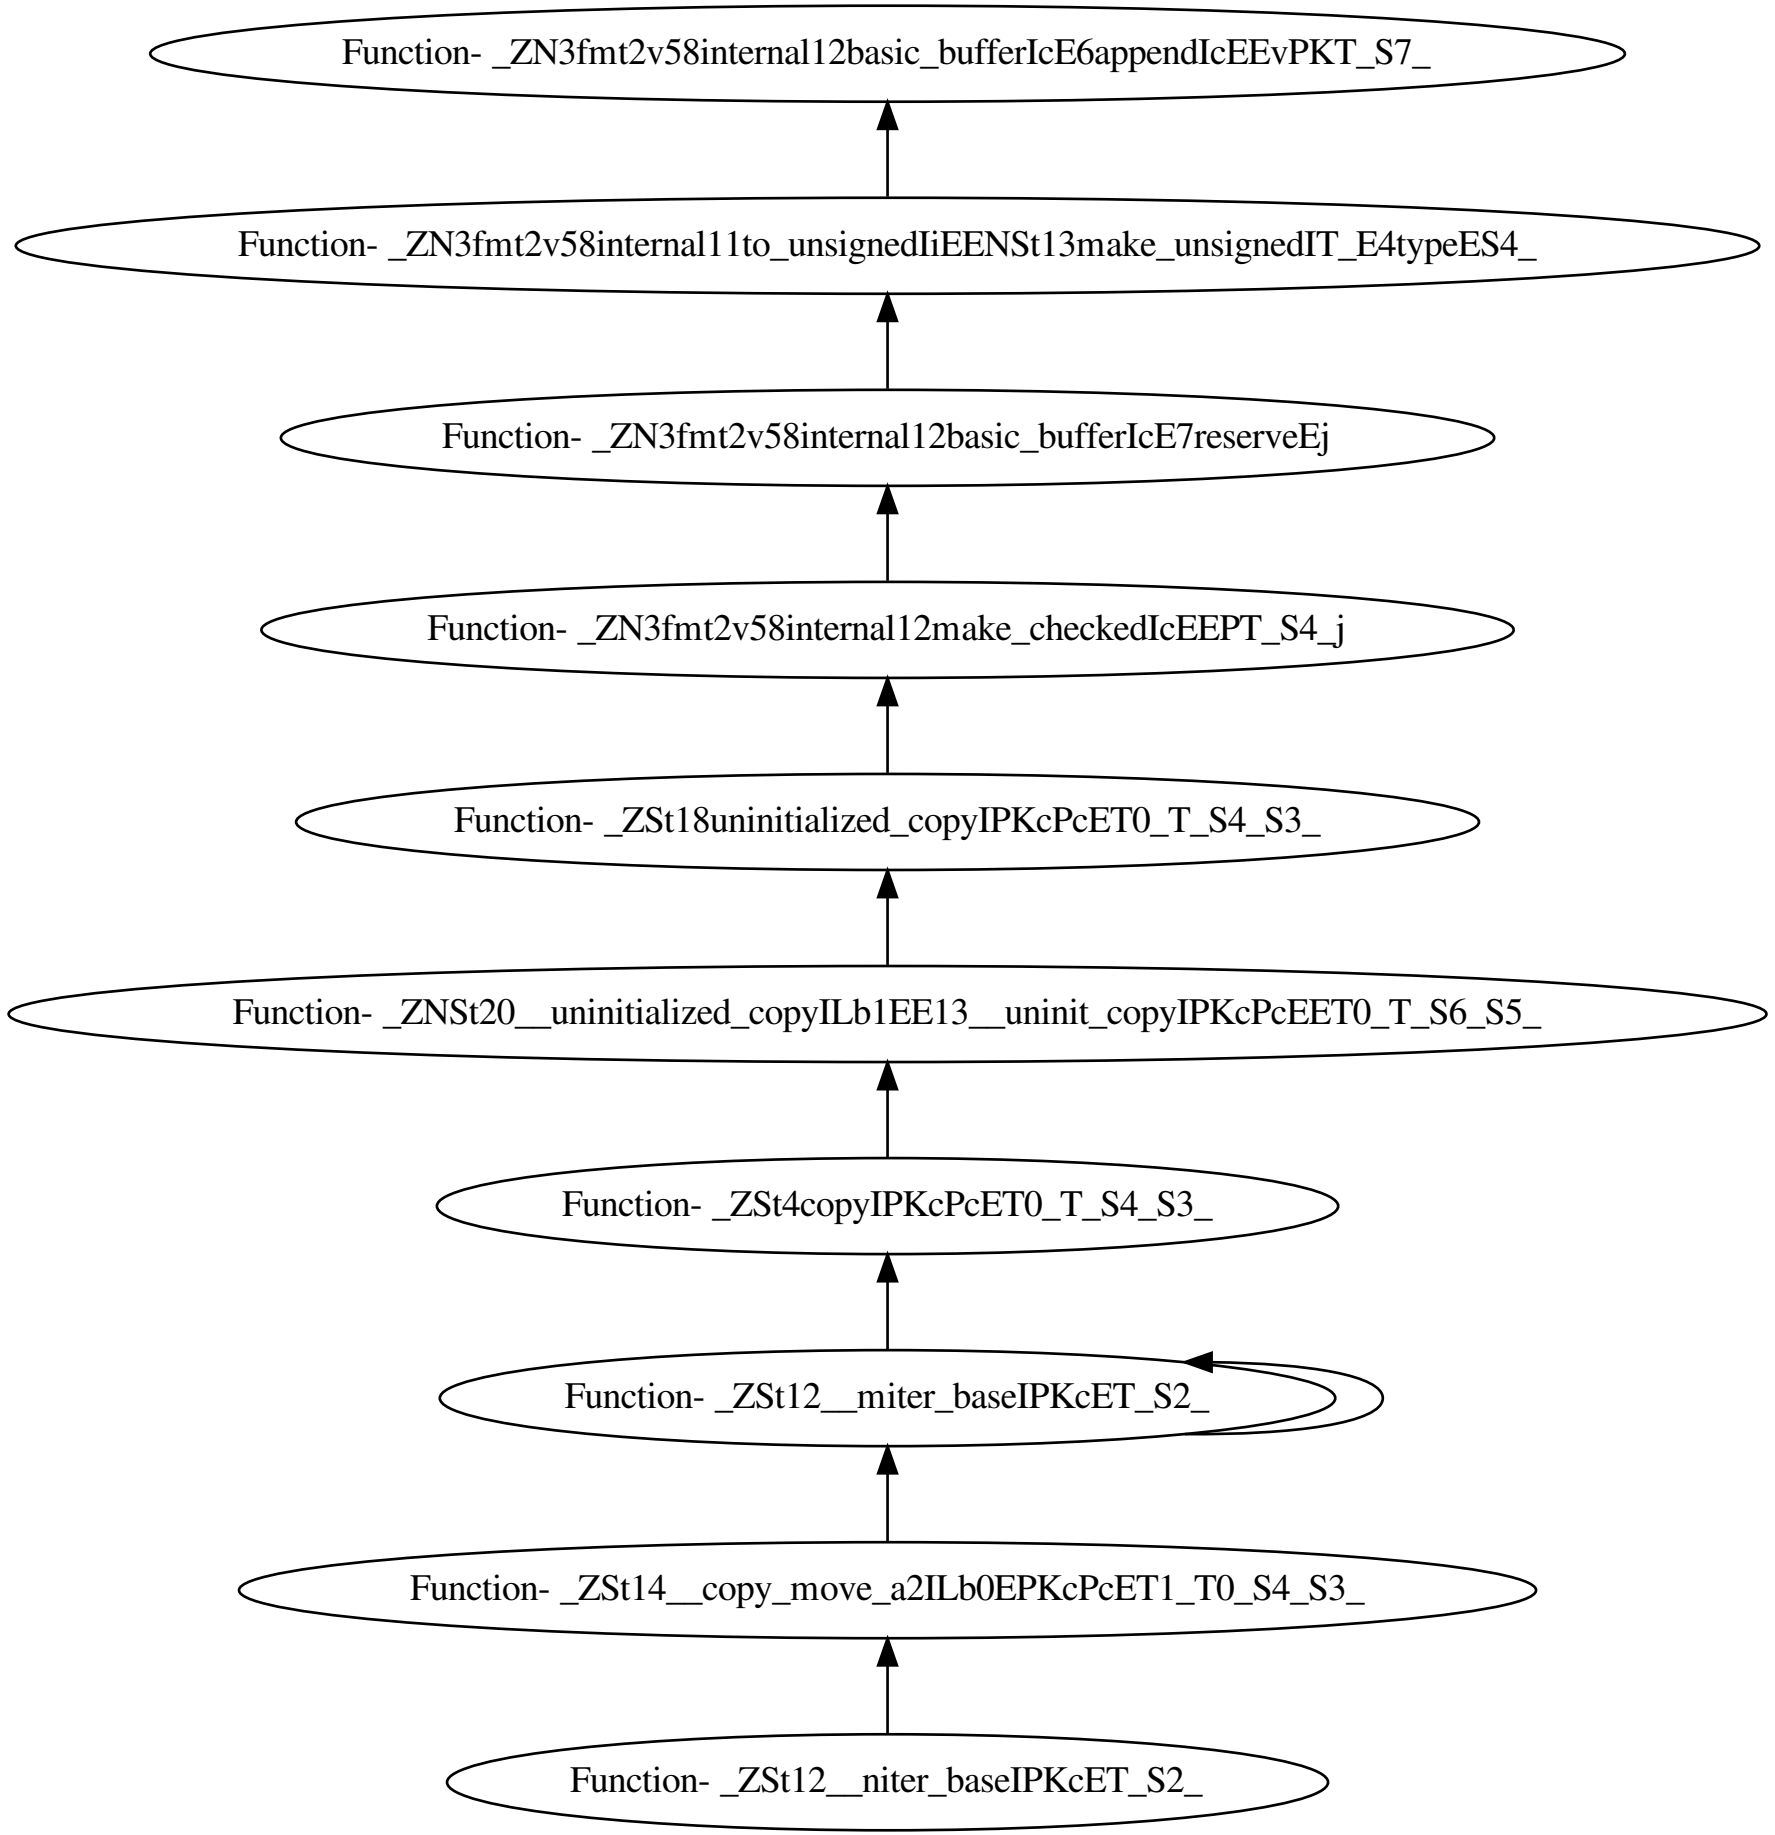 Function- _ZN3fmt2v58internal12basic_bufferIcE6appendIcEEvPKT_S7_
Function- _ZN3fmt2v58internal11to_unsignedIiEENSt13make_unsignedIT_E4typeES4_
Function- _ZN3fmt2v58internal12basic_bufferIcE7reserveEj
Function- _ZN3fmt2v58internal12make_checkedIcEEPT_S4_j
Function- _ZSt18uninitialized_copyIPKcPcET0_T_S4_S3_
Function- _ZNSt20__uninitialized_copyILb1EE13__uninit_copyIPKcPcEET0_T_S6_S5_
Function- _ZSt4copyIPKcPcET0_T_S4_S3_
Function- _ZSt12__miter_baseIPKcET_S2_
Function- _ZSt14__copy_move_a2ILb0EPKcPcET1_T0_S4_S3_
Function- _ZSt12__niter_baseIPKcET_S2_